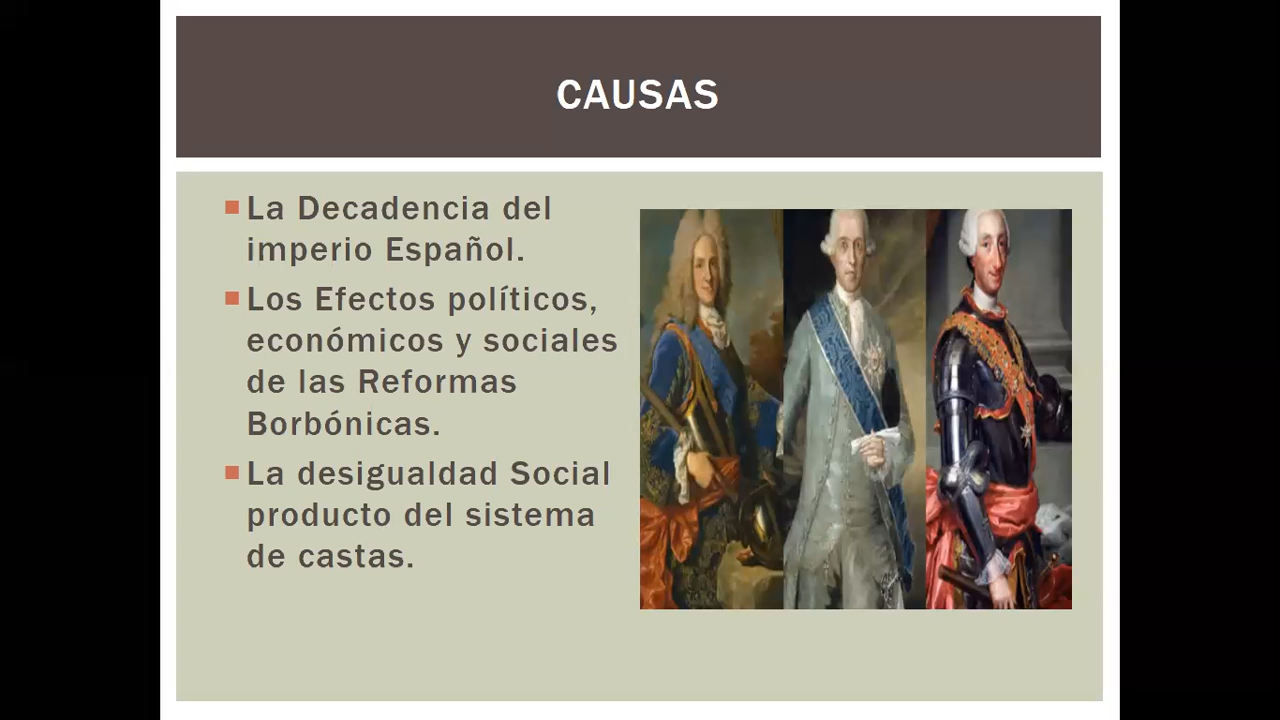 CAUSAS
La Decadencia del
imperio Español.
Los Efectos políticos,
económicos y sociales
de las Reformas
Borbónicas.
La desigualdad Social
producto del sistema
de castas.